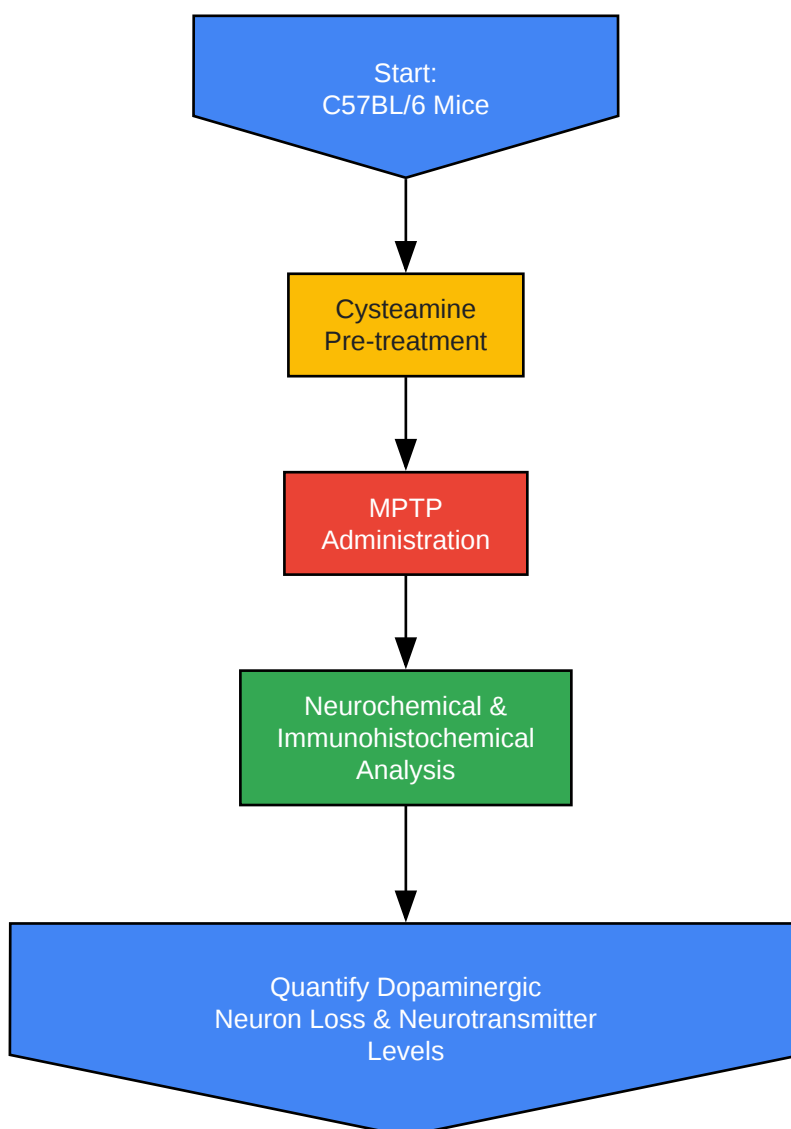 Start:
C57BL/6 Mice
Cysteamine
Pre-treatment
MPTP
Administration
Neurochemical &
Immunohistochemical
Analysis
Quantify Dopaminergic
Neuron Loss & Neurotransmitter
Levels